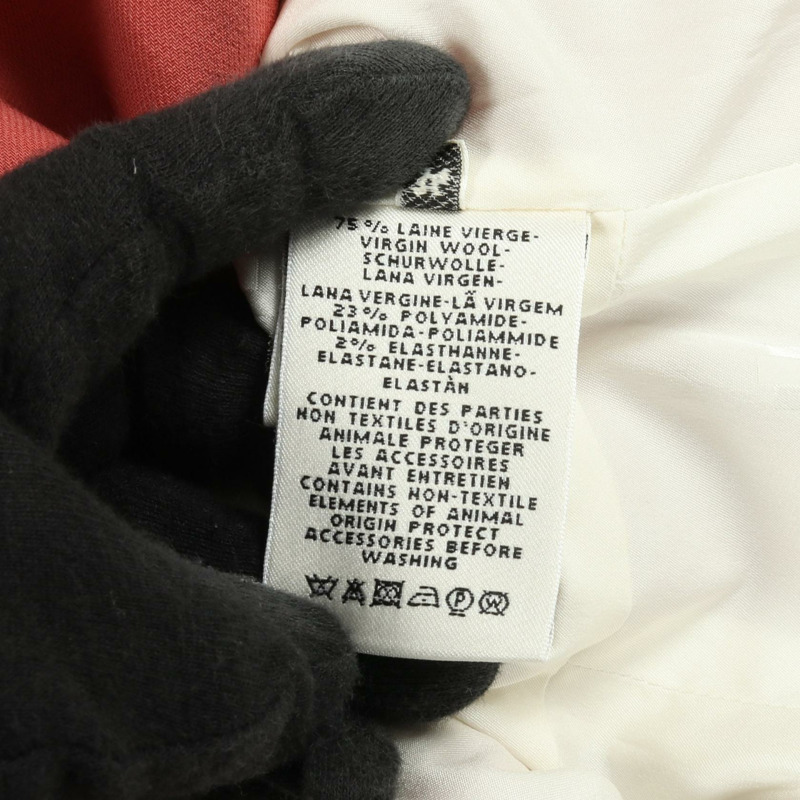 75 % LAINE VIERGE-
VIRGIN WOOL-
SCHURWOLLE-
LANA VIRGEN-
LANA VERGINE-LÃ VIRGEM
23 % POLYAMIDE-
POLIAMIDA-POLIAMMIDE
2% ELASTHANNE-
ELASTANE-ELASTANO-
ELASTÀN
CONTIENT DES PARTIES
NON TEXTILES D'ORIGINE
ANIMALE PROTEGER
LES ACCESSOIRES
AVANT ENTRETIEN
CONTAINS NON-TEXTILE
ELEMENTS OF ANIMAL
ORIGIN PROTECT
ACCESSORIES BEFORE
WASHING
P W